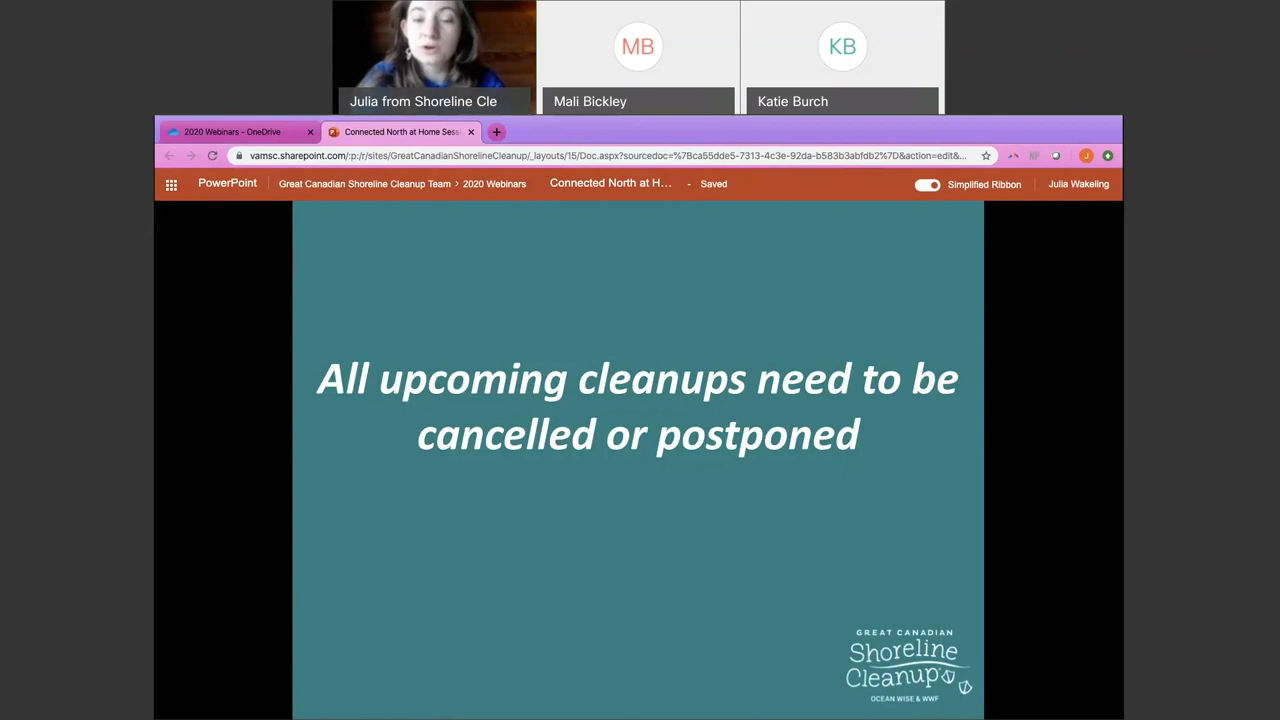 MB
KB
Julia from Shoreline Cle
Mali Bickley
Katie Burch
2020 Webinars - OneDrive
Connected North at Home Sess
vamsc.sharepoint.com/:p:/r/sites/GreatCanadianShorelineCleanup/_layouts/15/Doc.aspx?sourcedoc=%7Bca55dde5-7313-4c3e-92da-b583b3abfdb2%7D&action=edit&...
NP
J
PowerPoint
Great Canadian Shoreline Cleanup Team > 2020 Webinars
Connected North at H... - Saved
Simplified Ribbon
Julia Wakeling
All upcoming cleanups need to be
cancelled or postponed
GREAT CANADIAN
Shoreline
Cleanup
OCEAN WISE & WWF